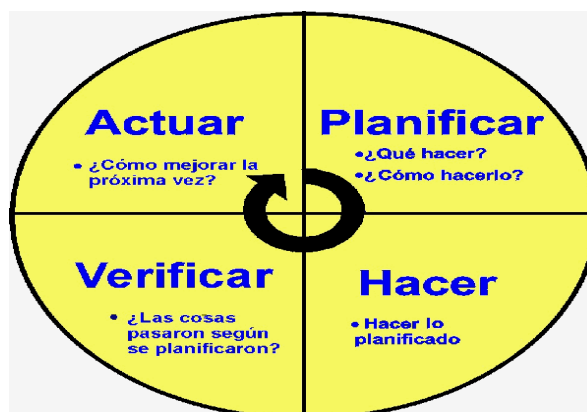 Actuar
• ¿Cómo mejorar la
próxima vez?
Planificar
•¿Qué hacer?
•¿Cómo hacerlo?
Verificar
• ¿Las cosas
pasaron según
se planificaron?
Hacer
• Hacer lo
planificado